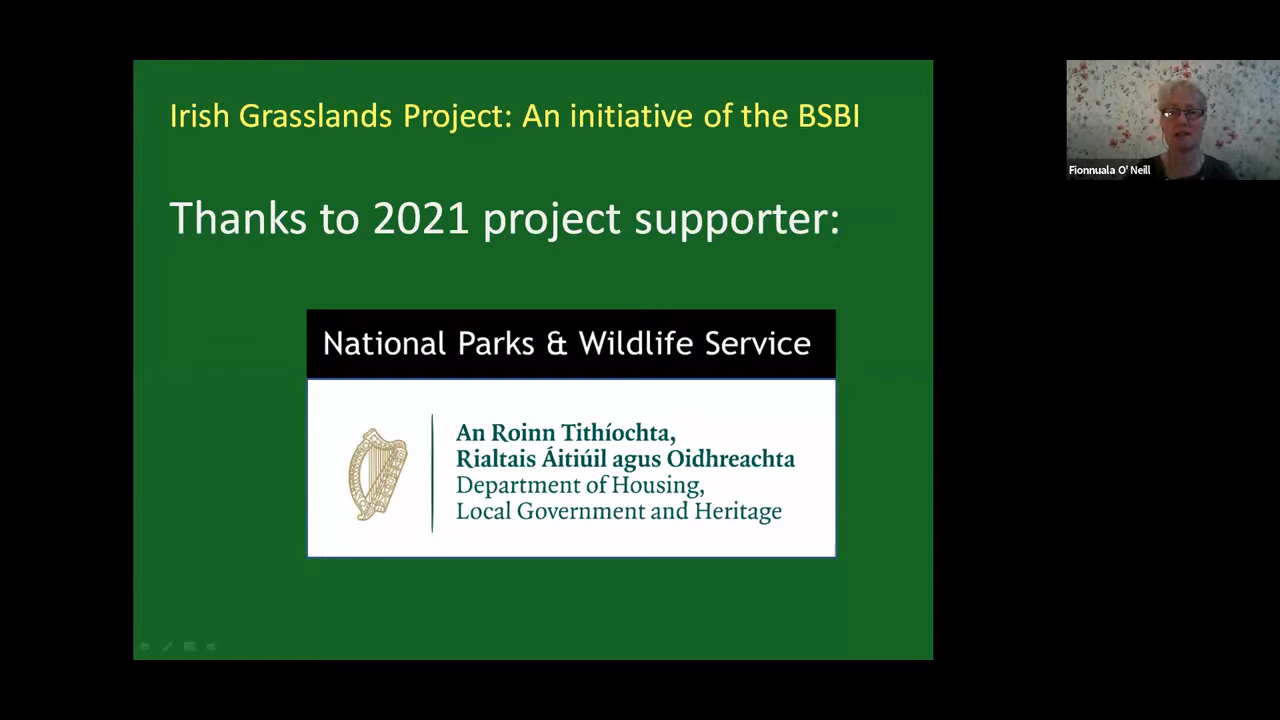 Irish Grasslands Project: An initiative of the BSBI
Thanks to 2021 project supporter:
National Parks & Wildlife Service
An Roinn Tithíochta,
Rialtais Áitiúil agus Oidhreachta
Department of Housing,
Local Government and Heritage
Fionnuala O' Neill